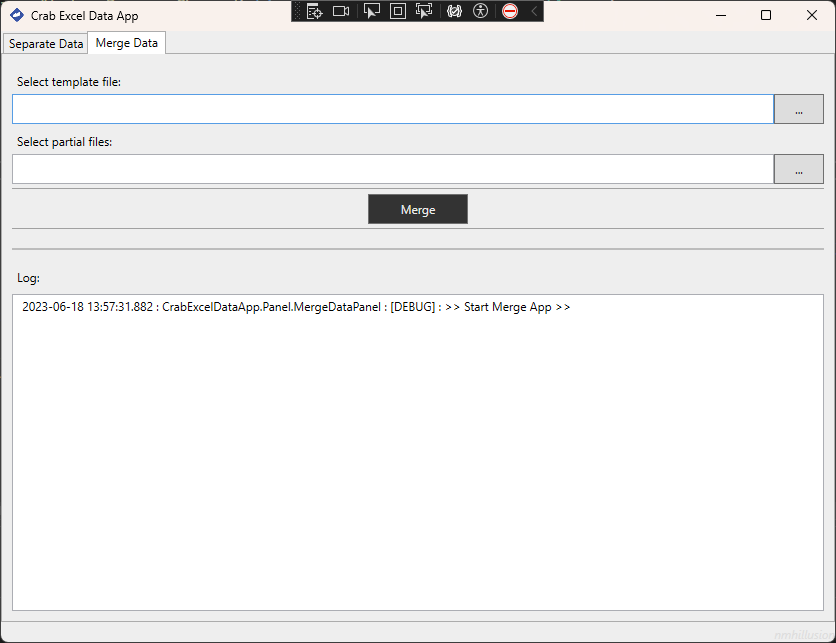 Crab Excel Data App
Separate Data
Merge Data
Select template file:
...
Select partial files:
...
Merge
Log:
2023-06-18 13:57:31.882 : CrabExcelDataApp.Panel.MergeDataPanel : [DEBUG] : >> Start Merge App >>